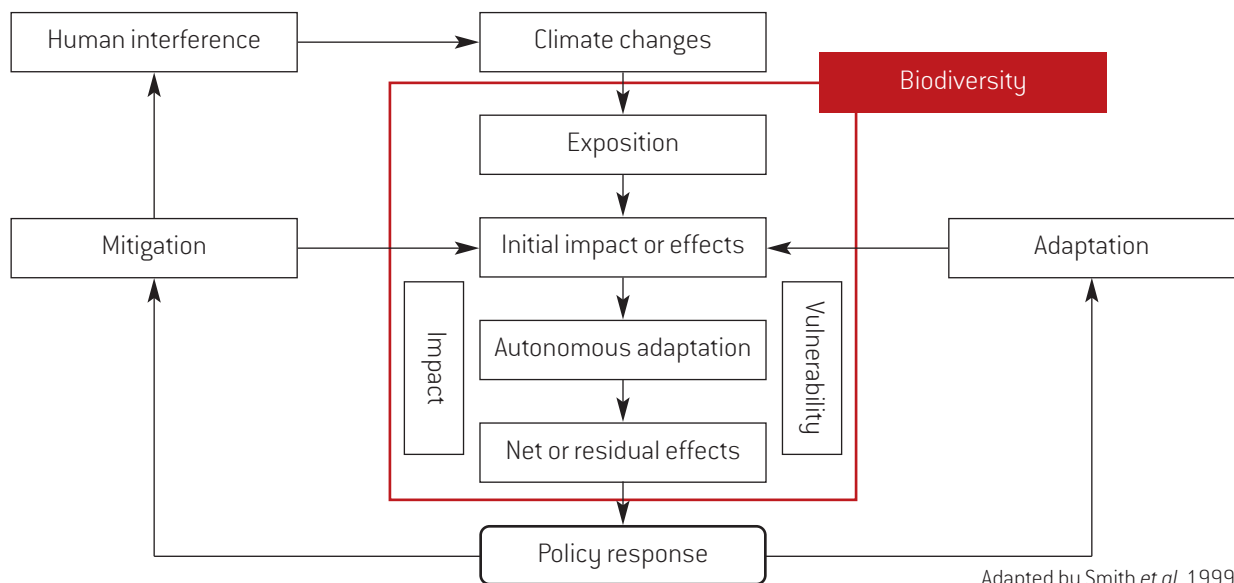 Human interference
Climate changes
Biodiversity
Exposition
Mitigation
Initial impact or effects
Adaptation
Impact
Autonomous adaptation
Vulnerability
Net or residual effects
Policy response
Adapted by Smith et al. 1999